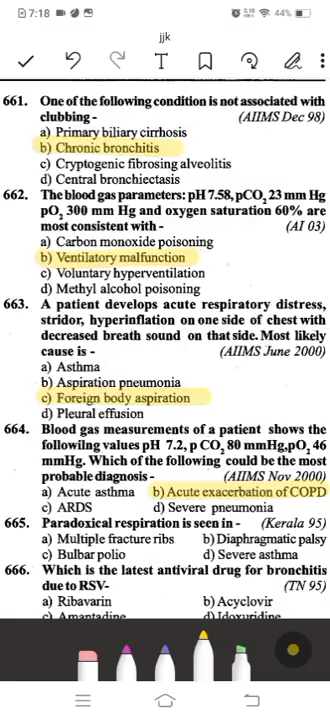 7:18
44%
jjk
T
661. One of the following condition is not associated with
clubbing - (AIIMS Dec 98)
a) Primary biliary cirrhosis
b) Chronic bronchitis
c) Cryptogenic fibrosing alveolitis
d) Central bronchiectasis
662. The blood gas parameters: pH 7.58, pCO2 23 mm Hg
pO2 300 mm Hg and oxygen saturation 60% are
most consistent with - (AI 03)
a) Carbon monoxide poisoning
b) Ventilatory malfunction
c) Voluntary hyperventilation
d) Methyl alcohol poisoning
663. A patient develops acute respiratory distress,
stridor, hyperinflation on one side of chest with
decreased breath sound on that side. Most likely
cause is - (AIIMS June 2000)
a) Asthma
b) Aspiration pneumonia
c) Foreign body aspiration
d) Pleural effusion
664. Blood gas measurements of a patient shows the
followilng values pH 7.2, p CO2 80 mmHg,pO2 46
mmHg. Which of the following could be the most
probable diagnosis - (AIIMS Nov 2000)
a) Acute asthma b) Acute exacerbation of COPD
c) ARDS d) Severe pneumonia
665. Paradoxical respiration is seen in - (Kerala 95)
a) Multiple fracture ribs b) Diaphragmatic palsy
c) Bulbar polio d) Severe asthma
666. Which is the latest antiviral drug for bronchitis
due to RSV- (TN 95)
a) Ribavarin b) Acyclovir
c) Amantadine d) Idoxuridine